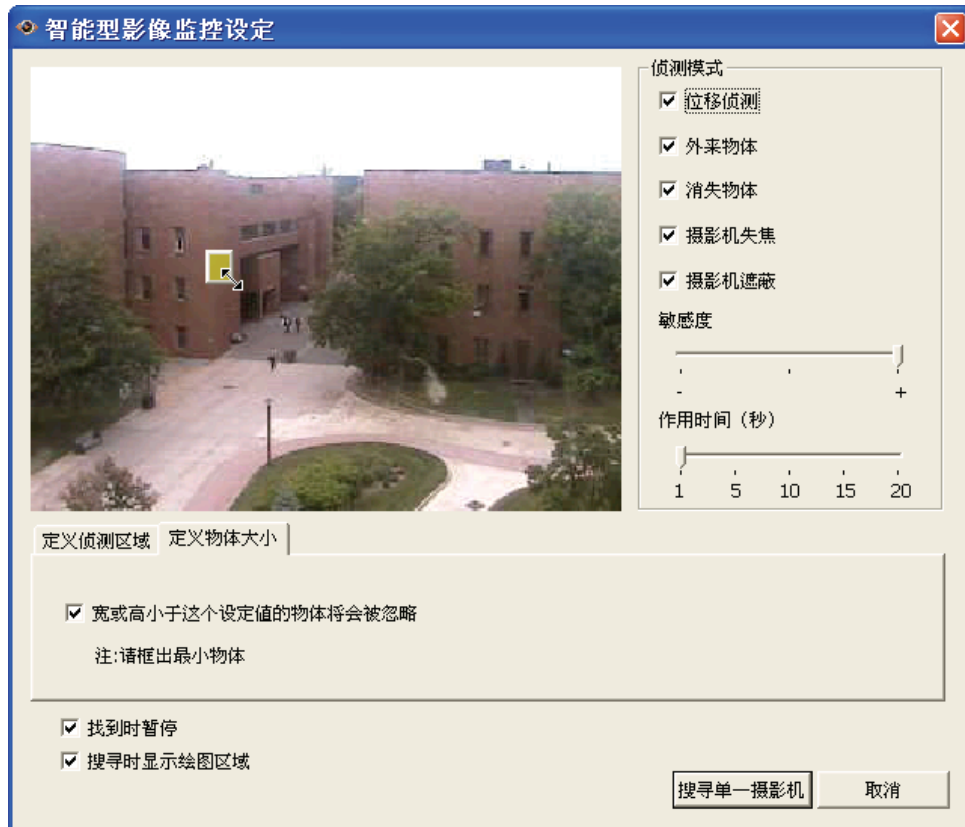 智能型影像监控设定
侦测模式
位移侦测
外来物体
消失物体
摄影机失焦
摄影机遮蔽
敏感度
- +
作用时间（秒）
1 5 10 15 20
定义侦测区域 定义物体大小
宽或高小于这个设定值的物体将会被忽略
注:请框出最小物体
找到时暂停
搜寻时显示绘图区域
搜寻单一摄影机 取消